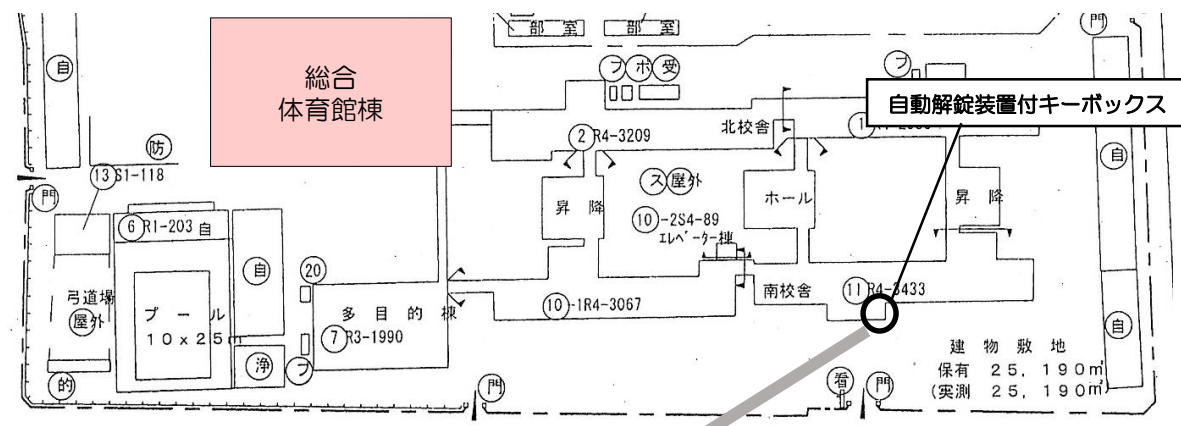 部 室
部 室
門
自
総合
体育館棟
フ ホ 受
フ
自動解錠装置付キーボックス
北校舎
2 R4-3209
防
13 S1-118
門
ス 屋外
ホール
昇 降
昇 降
自
6 R1-203 自
10 -2S4-89
エレベーター棟
自
20
弓道場
屋外
プ ー ル
10x25m
多 目 的 棟
7 R3-1990
10 -1R4-3067
南校舎
11 R4-3433
自
浄
フ
的
門
看
門
建 物 敷 地
保有 25, 190㎡
(実測 25, 190㎡)